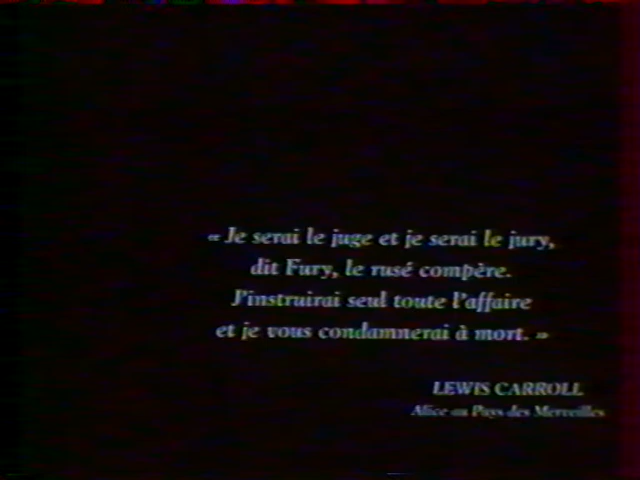 « Je serai le juge et je serai le jury,
dit Fury, le rusé compère.
J'instruirai seul toute l'affaire
et je vous condamnerai à mort. »
LEWIS CARROLL
Alice au Pays des Merveilles